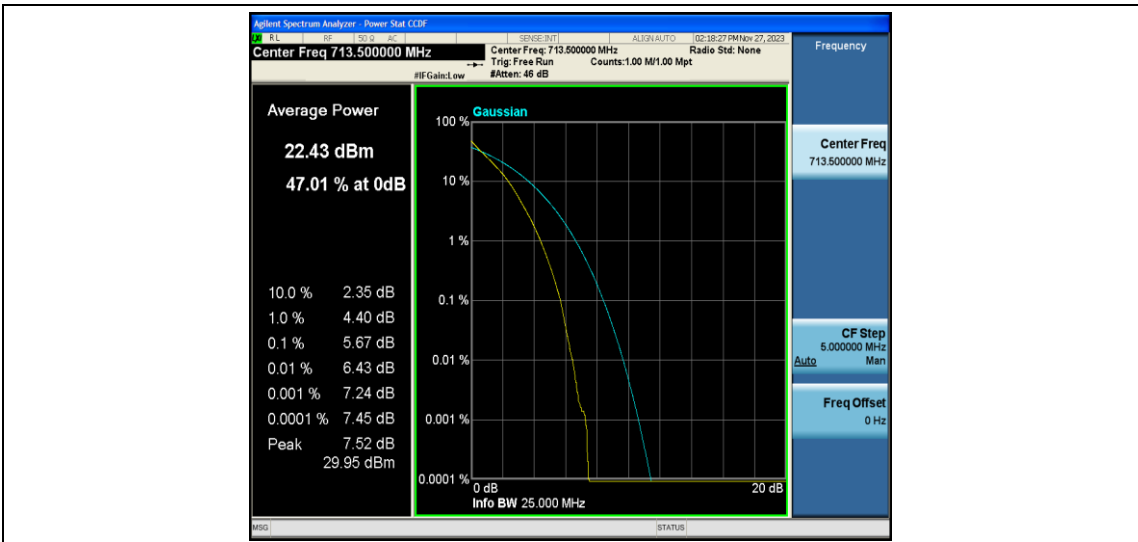 Agilent Spectrum Analyzer - Power Stat CCDF
RL RF 50 Ω AC SENSE:INT ALIGNAUTO 02:18:27 PM Nov 27, 2023
Center Freq 713.500000 MHz
Center Freq: 713.500000 MHz Radio Std: None
Trig: Free Run Counts:1.00 M/1.00 Mpt
#IFGain:Low #Atten: 46 dB
Frequency
Average Power
22.43 dBm
47.01 % at 0dB
10.0 % 2.35 dB
1.0 % 4.40 dB
0.1 % 5.67 dB
0.01 % 6.43 dB
0.001 % 7.24 dB
0.0001 % 7.45 dB
Peak 7.52 dB
29.95 dBm
Gaussian
100 %
10 %
1 %
0.1 %
0.01 %
0.001 %
0.0001 %
0 dB 20 dB
Info BW 25.000 MHz
Center Freq
713.500000 MHz
CF Step
5.000000 MHz
Auto Man
Freq Offset
0 Hz
MSG STATUS